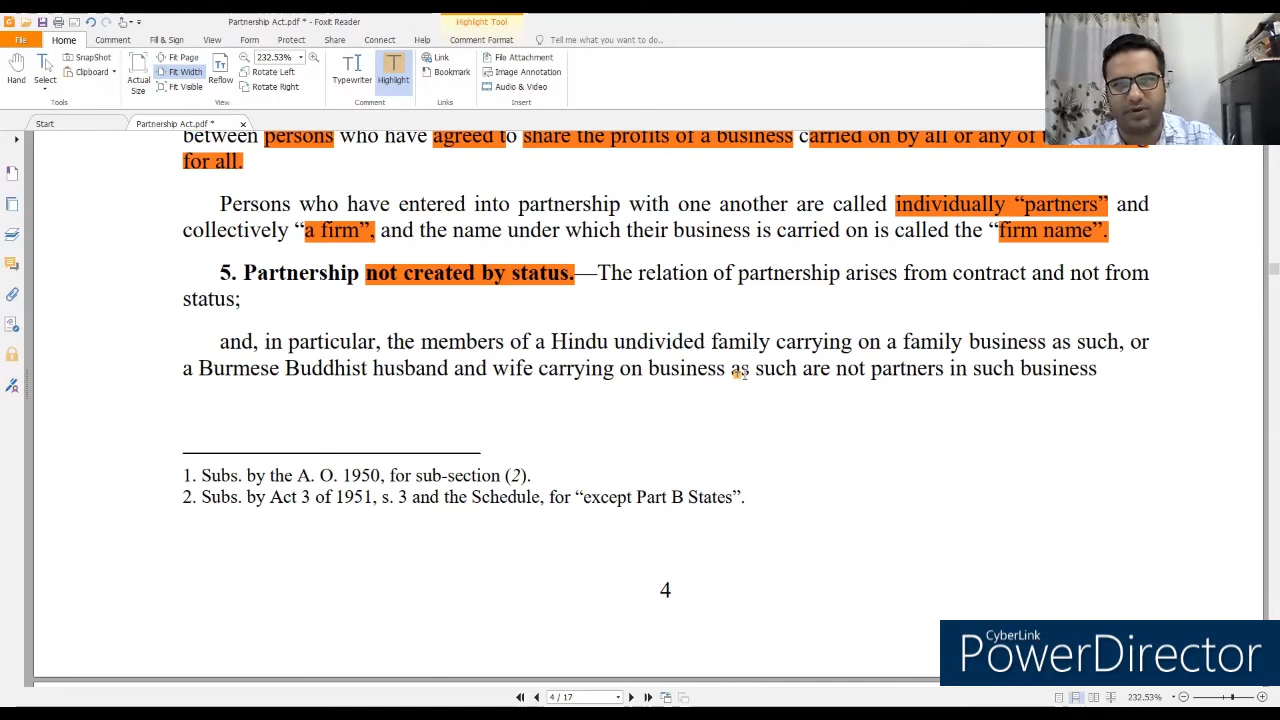 Partnership Act.pdf * - Foxit Reader
Highlight Tool
File Home Comment Fill & Sign View Form Protect Share Connect Help Comment Format Tell me what you want to do..
Hand
Select
SnapShot
Clipboard
Tools
Actual Size
Fit Page
Fit Width
Fit Visible
Reflow
232.53%
Rotate Left
Rotate Right
View
Typewriter
Highlight
Comment
Link
Bookmark
Links
File Attachment
Image Annotation
Audio & Video
Insert
Start
Partnership Act.pdf *
between persons who have agreed to share the profits of a business carried on by all or any of
for all.
Persons who have entered into partnership with one another are called individually “partners” and
collectively “a firm”, and the name under which their business is carried on is called the “firm name”.
5. Partnership not created by status.—The relation of partnership arises from contract and not from
status;
and, in particular, the members of a Hindu undivided family carrying on a family business as such, or
a Burmese Buddhist husband and wife carrying on business as such are not partners in such business
1. Subs. by the A. O. 1950, for sub-section (2).
2. Subs. by Act 3 of 1951, s. 3 and the Schedule, for “except Part B States”.
4
CyberLink
PowerDirector
4 / 17
232.53%